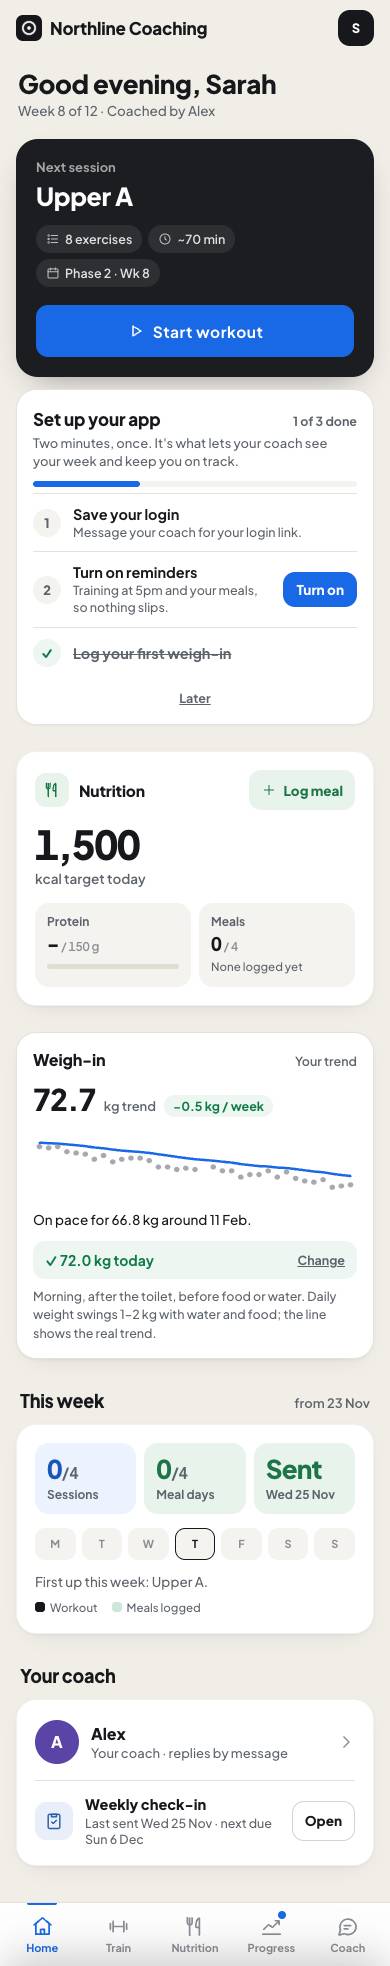 Northline Coaching
S
Good evening, Sarah
Week 8 of 12 · Coached by Alex
Next session
Upper A
8 exercises
~70 min
Phase 2 · Wk 8
Start workout
Set up your app
1 of 3 done
Two minutes, once. It's what lets your coach see
your week and keep you on track.
1
Save your login
Message your coach for your login link.
2
Turn on reminders
Training at 5pm and your meals,
so nothing slips.
Turn on
Log your first weigh-in
Later
Nutrition
Log meal
1,500
kcal target today
Protein
– / 150 g
Meals
0 / 4
None logged yet
Weigh-in
Your trend
72.7 kg trend −0.5 kg / week
On pace for 66.8 kg around 11 Feb.
✓ 72.0 kg today
Change
Morning, after the toilet, before food or water. Daily
weight swings 1–2 kg with water and food; the line
shows the real trend.
This week
from 23 Nov
0/4
Sessions
0/4
Meal days
Sent
Wed 25 Nov
M T W T F S S
First up this week: Upper A.
Workout
Meals logged
Your coach
A
Alex
Your coach · replies by message
Weekly check-in
Last sent Wed 25 Nov · next due
Sun 6 Dec
Open
Home
Train
Nutrition
Progress
Coach